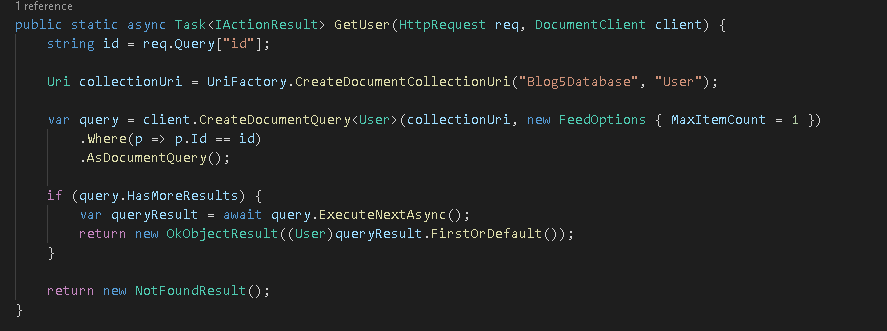 1 reference
public static async Task<IActionResult> GetUser(HttpRequest req, DocumentClient client) {
    string id = req.Query["id"];

    Uri collectionUri = UriFactory.CreateDocumentCollectionUri("Blog5Database", "User");

    var query = client.CreateDocumentQuery<User>(collectionUri, new FeedOptions { MaxItemCount = 1 })
        .Where(p => p.Id == id)
        .AsDocumentQuery();

    if (query.HasMoreResults) {
        var queryResult = await query.ExecuteNextAsync();
        return new OkObjectResult((User)queryResult.FirstOrDefault());
    }

    return new NotFoundResult();
}